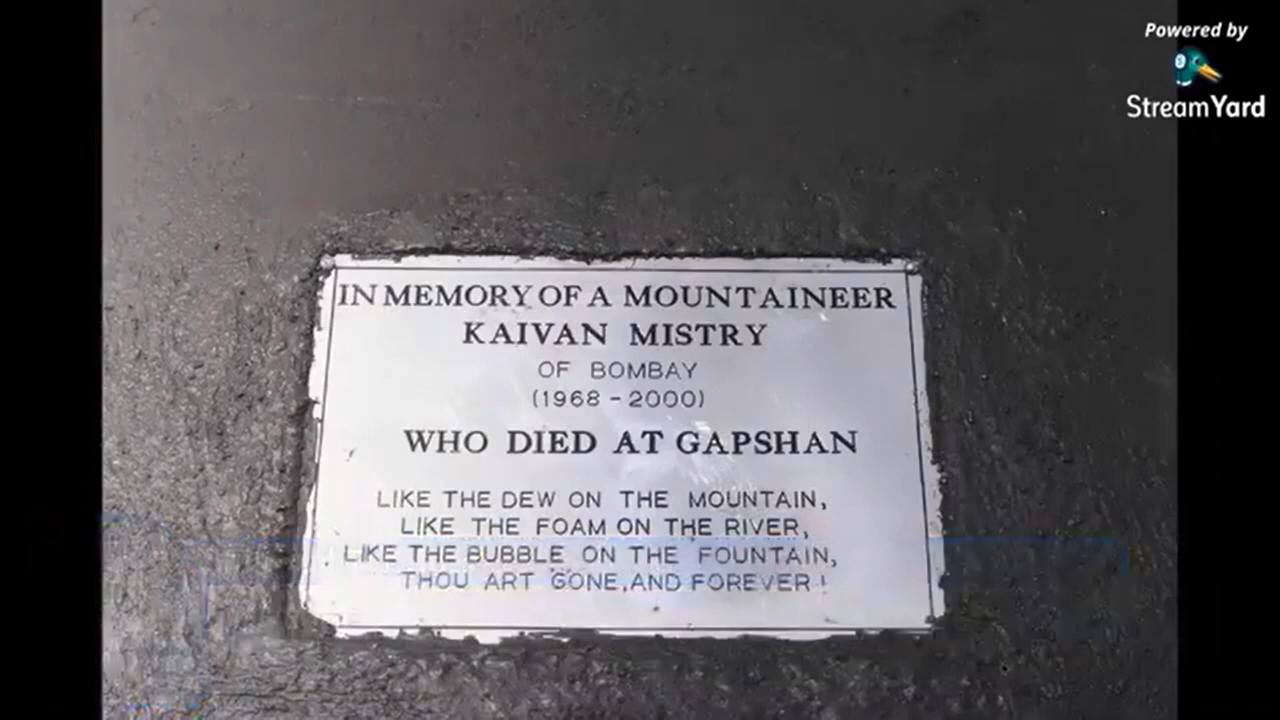 Powered by
StreamYard
IN MEMORY OF A MOUNTAINEER
KAIVAN MISTRY
OF BOMBAY
(1968 - 2000)
WHO DIED AT GAPSHAN
LIKE THE DEW ON THE MOUNTAIN,
LIKE THE FOAM ON THE RIVER,
LIKE THE BUBBLE ON THE FOUNTAIN,
THOU ART GONE, AND FOREVER!